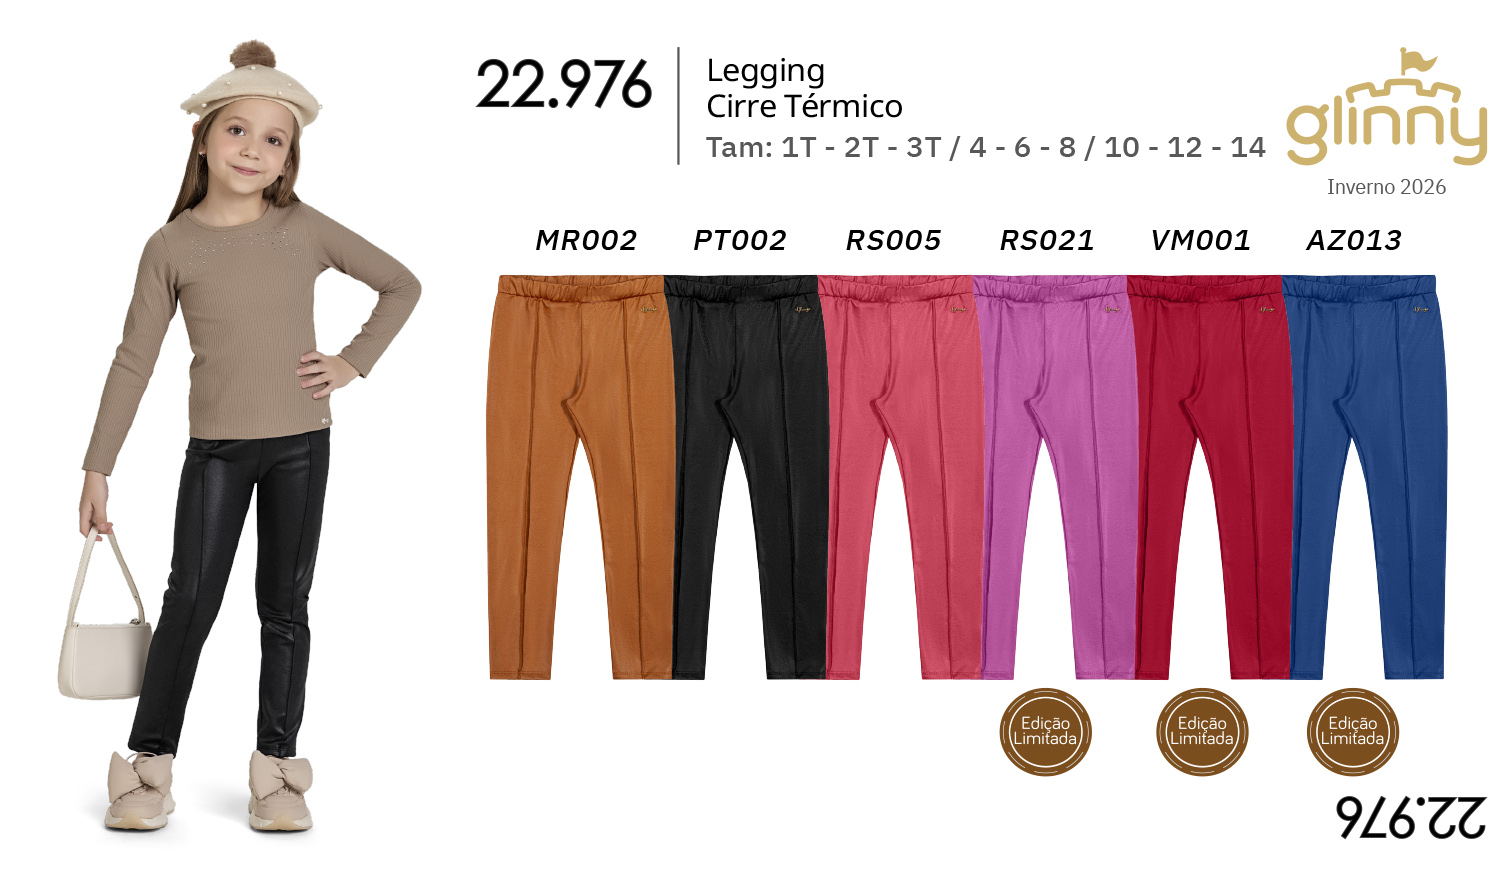 22.976
Legging
Cirre Térmico
Tam: 1T - 2T - 3T / 4 - 6 - 8 / 10 - 12 - 14
glinny
Inverno 2026
MR002 PT002 RS005 RS021 VM001 AZ013
Edição
Limitada
Edição
Limitada
Edição
Limitada
22.976